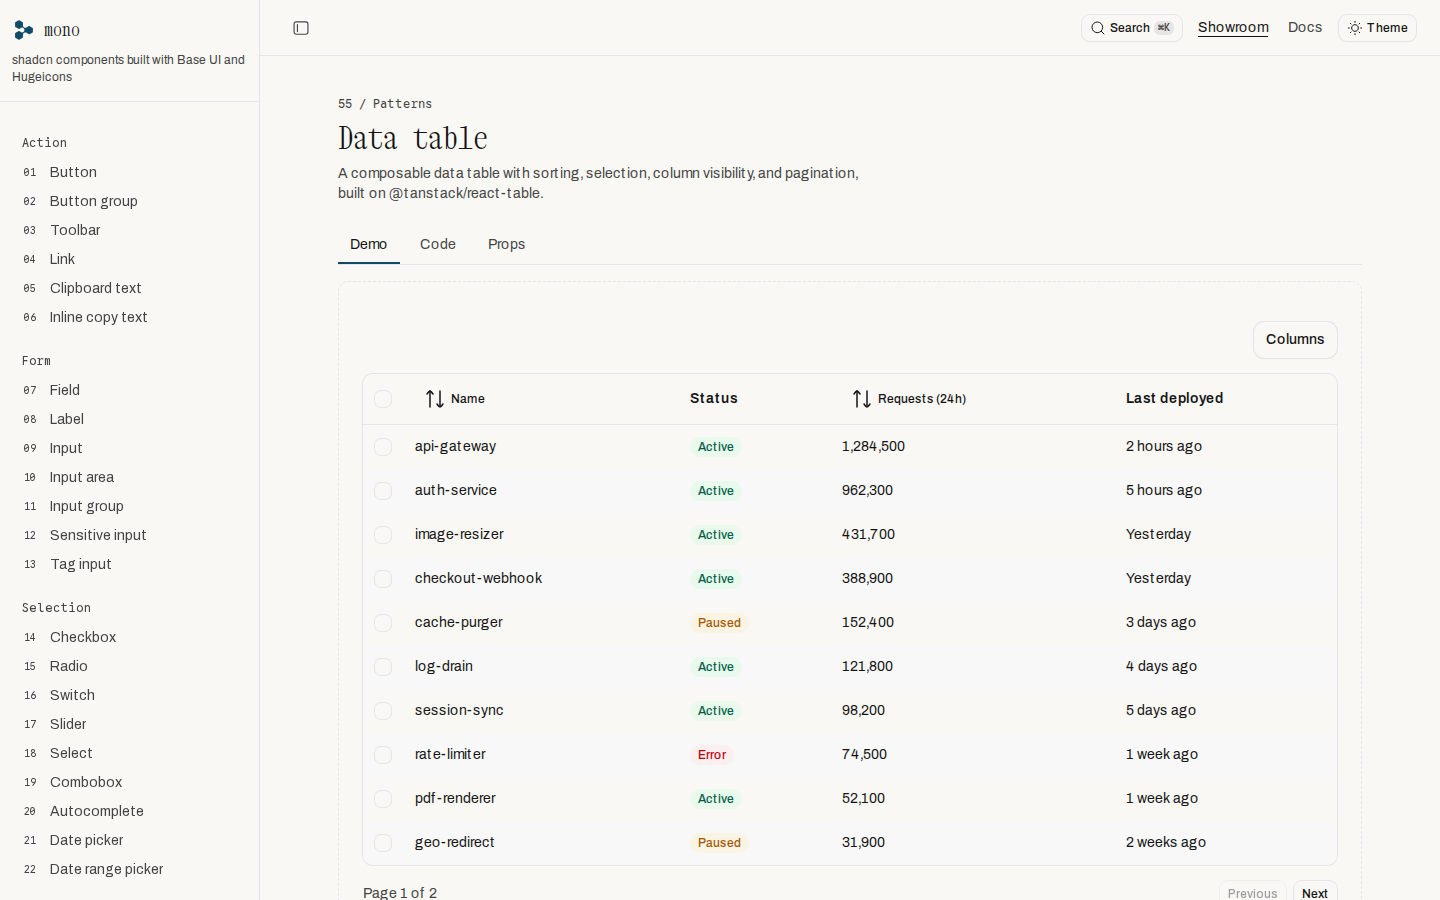 mono
shadcn components built with Base UI and
Hugeicons
Action
01 Button
02 Button group
03 Toolbar
04 Link
05 Clipboard text
06 Inline copy text
Form
07 Field
08 Label
09 Input
10 Input area
11 Input group
12 Sensitive input
13 Tag input
Selection
14 Checkbox
15 Radio
16 Switch
17 Slider
18 Select
19 Combobox
20 Autocomplete
21 Date picker
22 Date range picker
Search ⌘K Showroom Docs Theme
55 / Patterns
Data table
A composable data table with sorting, selection, column visibility, and pagination,
built on @tanstack/react-table.
Demo Code Props
Columns
Name Status Requests (24h) Last deployed
api-gateway Active 1,284,500 2 hours ago
auth-service Active 962,300 5 hours ago
image-resizer Active 431,700 Yesterday
checkout-webhook Active 388,900 Yesterday
cache-purger Paused 152,400 3 days ago
log-drain Active 121,800 4 days ago
session-sync Active 98,200 5 days ago
rate-limiter Error 74,500 1 week ago
pdf-renderer Active 52,100 1 week ago
geo-redirect Paused 31,900 2 weeks ago
Page 1 of 2 Previous Next